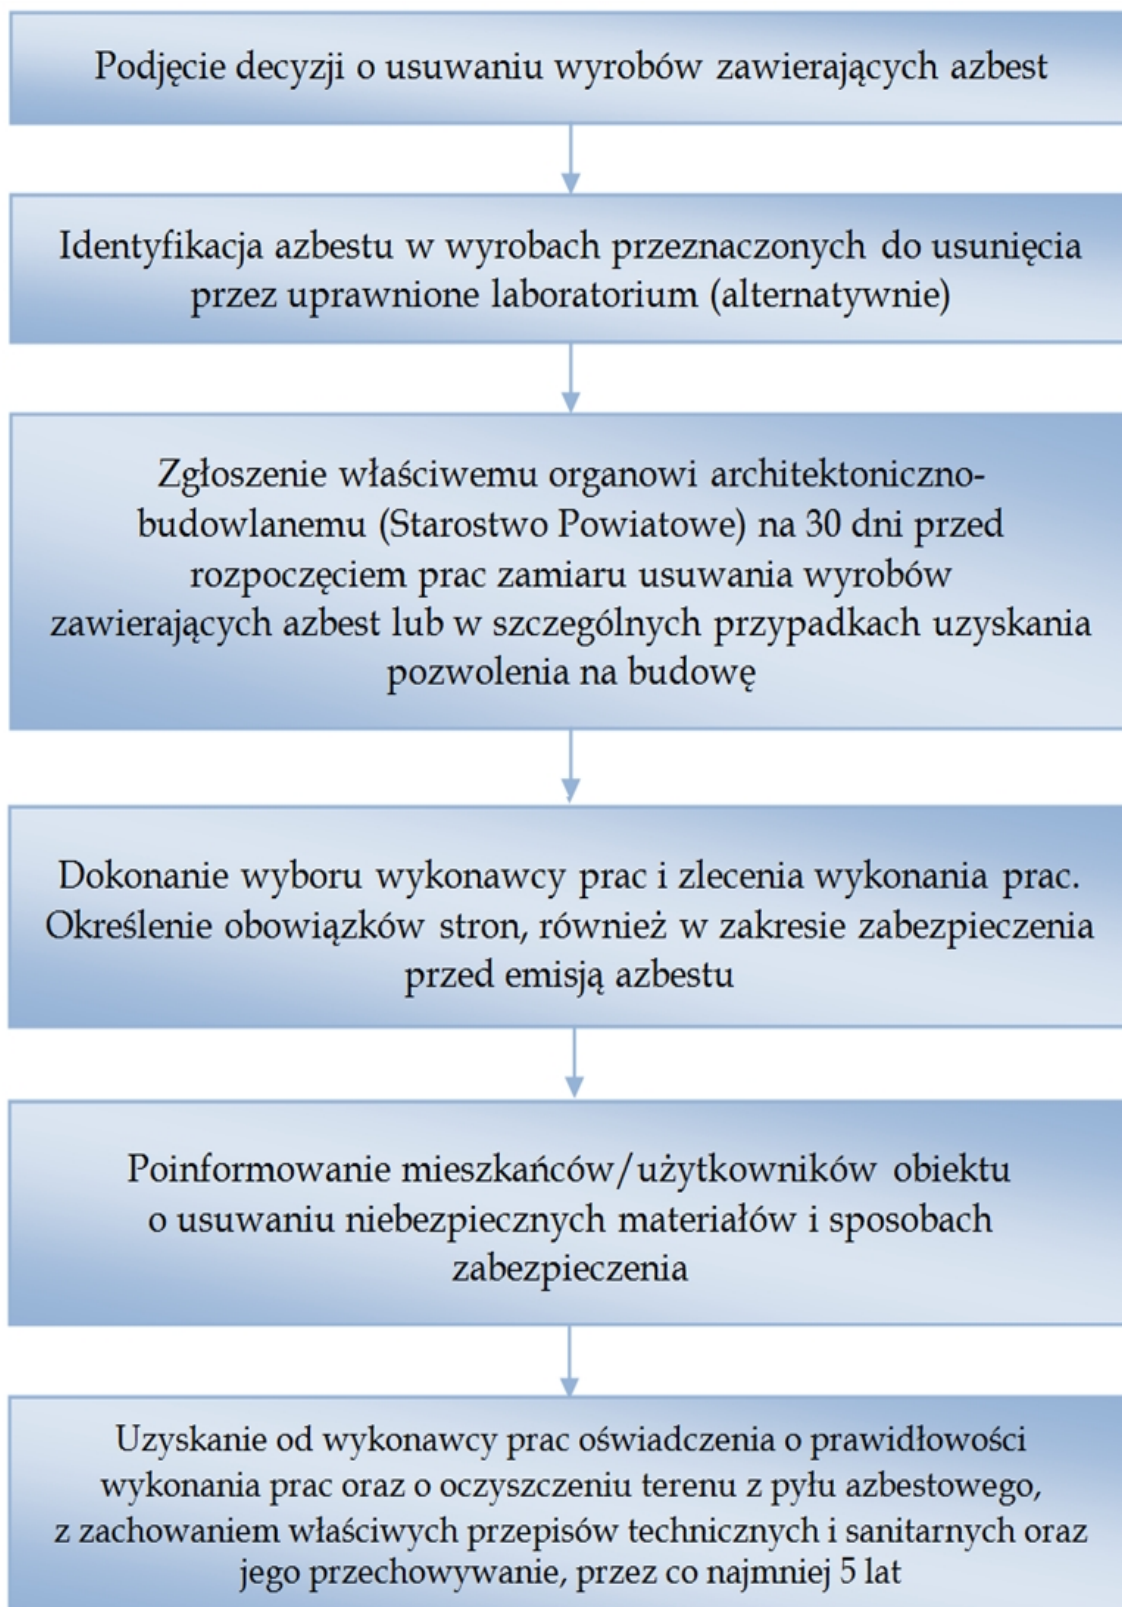 Podjęcie decyzji o usuwaniu wyrobów zawierających azbest
Identyfikacja azbestu w wyrobach przeznaczonych do usunięcia
przez uprawnione laboratorium (alternatywnie)
Zgłoszenie właściwemu organowi architektoniczno-
budowlanemu (Starostwo Powiatowe) na 30 dni przed
rozpoczęciem prac zamiaru usuwania wyrobów
zawierających azbest lub w szczególnych przypadkach uzyskania
pozwolenia na budowę
Dokonanie wyboru wykonawcy prac i zlecenia wykonania prac.
Określenie obowiązków stron, również w zakresie zabezpieczenia
przed emisją azbestu
Poinformowanie mieszkańców/użytkowników obiektu
o usuwaniu niebezpiecznych materiałów i sposobach
zabezpieczenia
Uzyskanie od wykonawcy prac oświadczenia o prawidłowości
wykonania prac oraz o oczyszczeniu terenu z pyłu azbestowego,
z zachowaniem właściwych przepisów technicznych i sanitarnych oraz
jego przechowywanie, przez co najmniej 5 lat